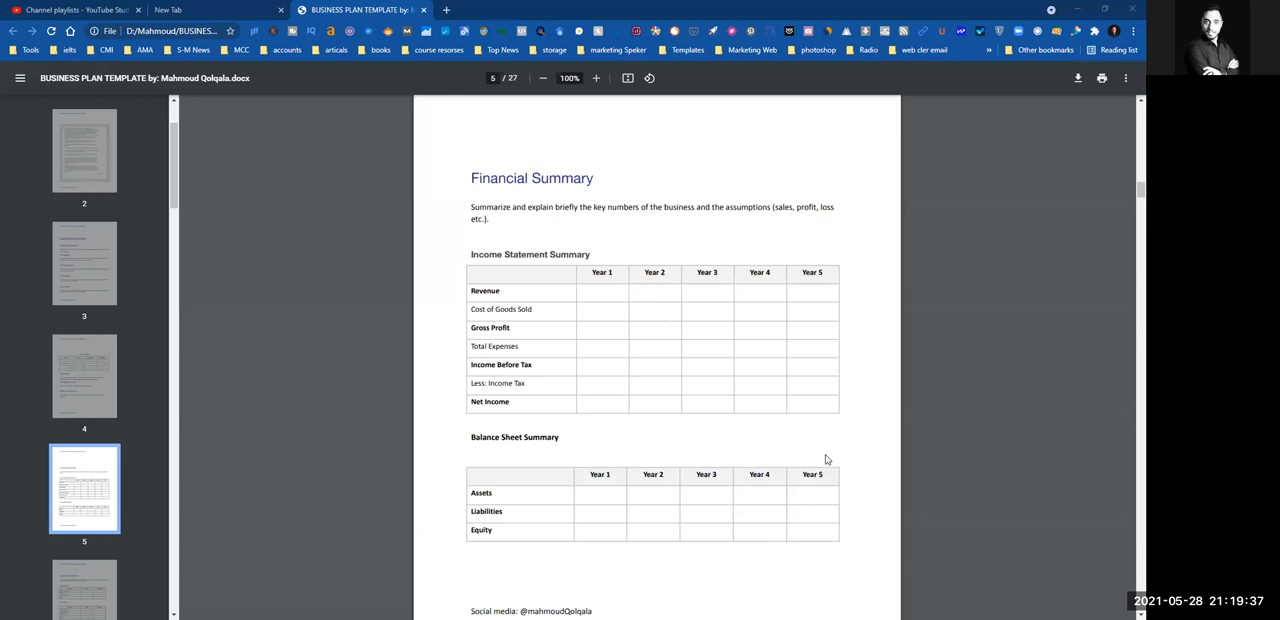 Channel playlists - YouTube Stud
New Tab
BUSINESS PLAN TEMPLATE by: M
File
D:/Mahmoud/BUSINES...
Tools
ielts
CMI
AMA
S-M News
MCC
accounts
articals
books
course resorses
Top News
storage
marketing Speker
Templates
Marketing Web
photoshop
Radio
web cler email
»
Other bookmarks
Reading list
BUSINESS PLAN TEMPLATE by: Mahmoud Qolqala.docx
5 / 27
100%
2
3
4
5
Financial Summary
Summarize and explain briefly the key numbers of the business and the assumptions (sales, profit, loss
etc.).
Income Statement Summary
Year 1 Year 2 Year 3 Year 4 Year 5
Revenue
Cost of Goods Sold
Gross Profit
Total Expenses
Income Before Tax
Less: Income Tax
Net Income
Balance Sheet Summary
Year 1 Year 2 Year 3 Year 4 Year 5
Assets
Liabilities
Equity
Social media: @mahmoudQolqala
2021-05-28 21:19:37